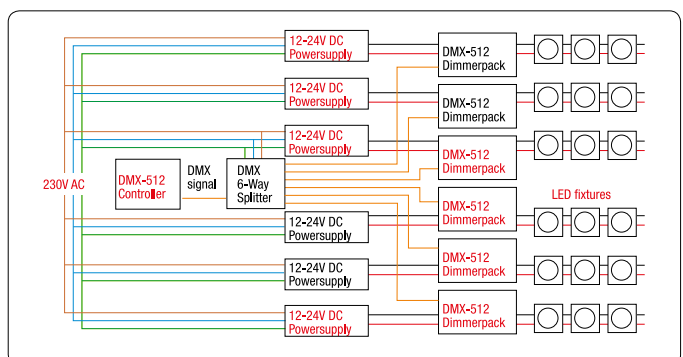 12-24V DC
Powersupply
DMX-512
Dimmerpack
12-24V DC
Powersupply
DMX-512
Dimmerpack
12-24V DC
Powersupply
DMX-512
Dimmerpack
230V AC
DMX-512
Controller
DMX
signal
DMX
6-Way
Splitter
LED fixtures
DMX-512
Dimmerpack
12-24V DC
Powersupply
DMX-512
Dimmerpack
12-24V DC
Powersupply
DMX-512
Dimmerpack
12-24V DC
Powersupply